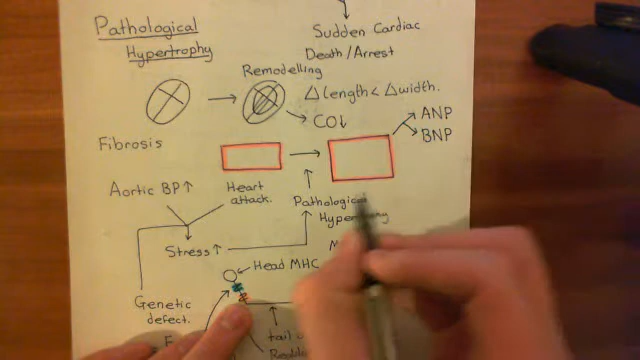 Pathological
Hypertrophy
Sudden Cardiac
Death/Arrest
Remodelling
Δlength < Δwidth.
CO↓
ANP
BNP
Fibrosis
Aortic BP↑
Heart
attack.
Pathological
Stress↑
Head MHC
Genetic
defect.
tail